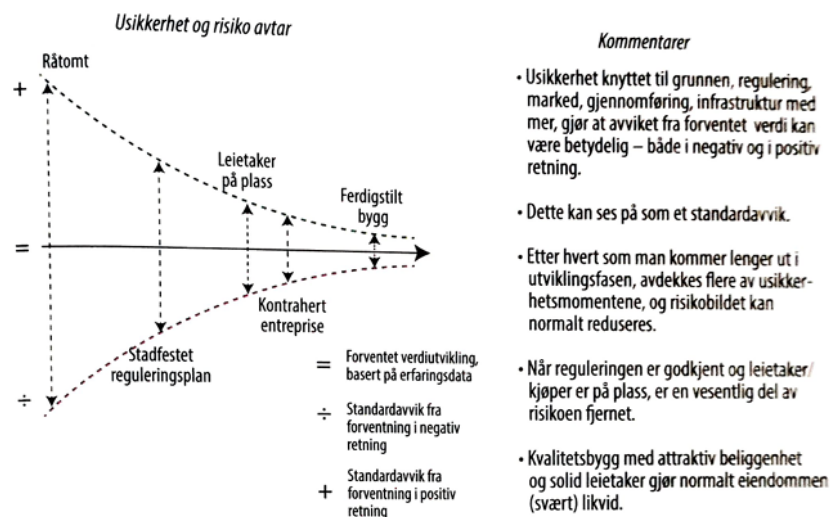 Usikkerhet og risiko avtar
Råtomt
+
Leietaker
på plass
Ferdigstilt
bygg
=
Kontrahert
entreprise
Stadfestet
reguleringsplan
÷
= Forventet verdiutvikling,
basert på erfaringsdata
÷ Standardavvik fra
forventning i negativ
retning
+ Standardavvik fra
forventning i positiv
retning
Kommentarer
• Usikkerhet knyttet til grunnen, regulering,
marked, gjennomføring, infrastruktur med
mer, gjør at avviket fra forventet verdi kan
være betydelig – både i negativ og i positiv
retning.
• Dette kan ses på som et standardavvik.
• Etter hvert som man kommer lenger ut i
utviklingsfasen, avdekkes flere av usikker-
hetsmomentene, og risikobildet kan
normalt reduseres.
• Når reguleringen er godkjent og leietaker/
kjøper er på plass, er en vesentlig del av
risikoen fjernet.
• Kvalitetsbygg med attraktiv beliggenhet
og solid leietaker gjør normalt eiendommen
(svært) likvid.